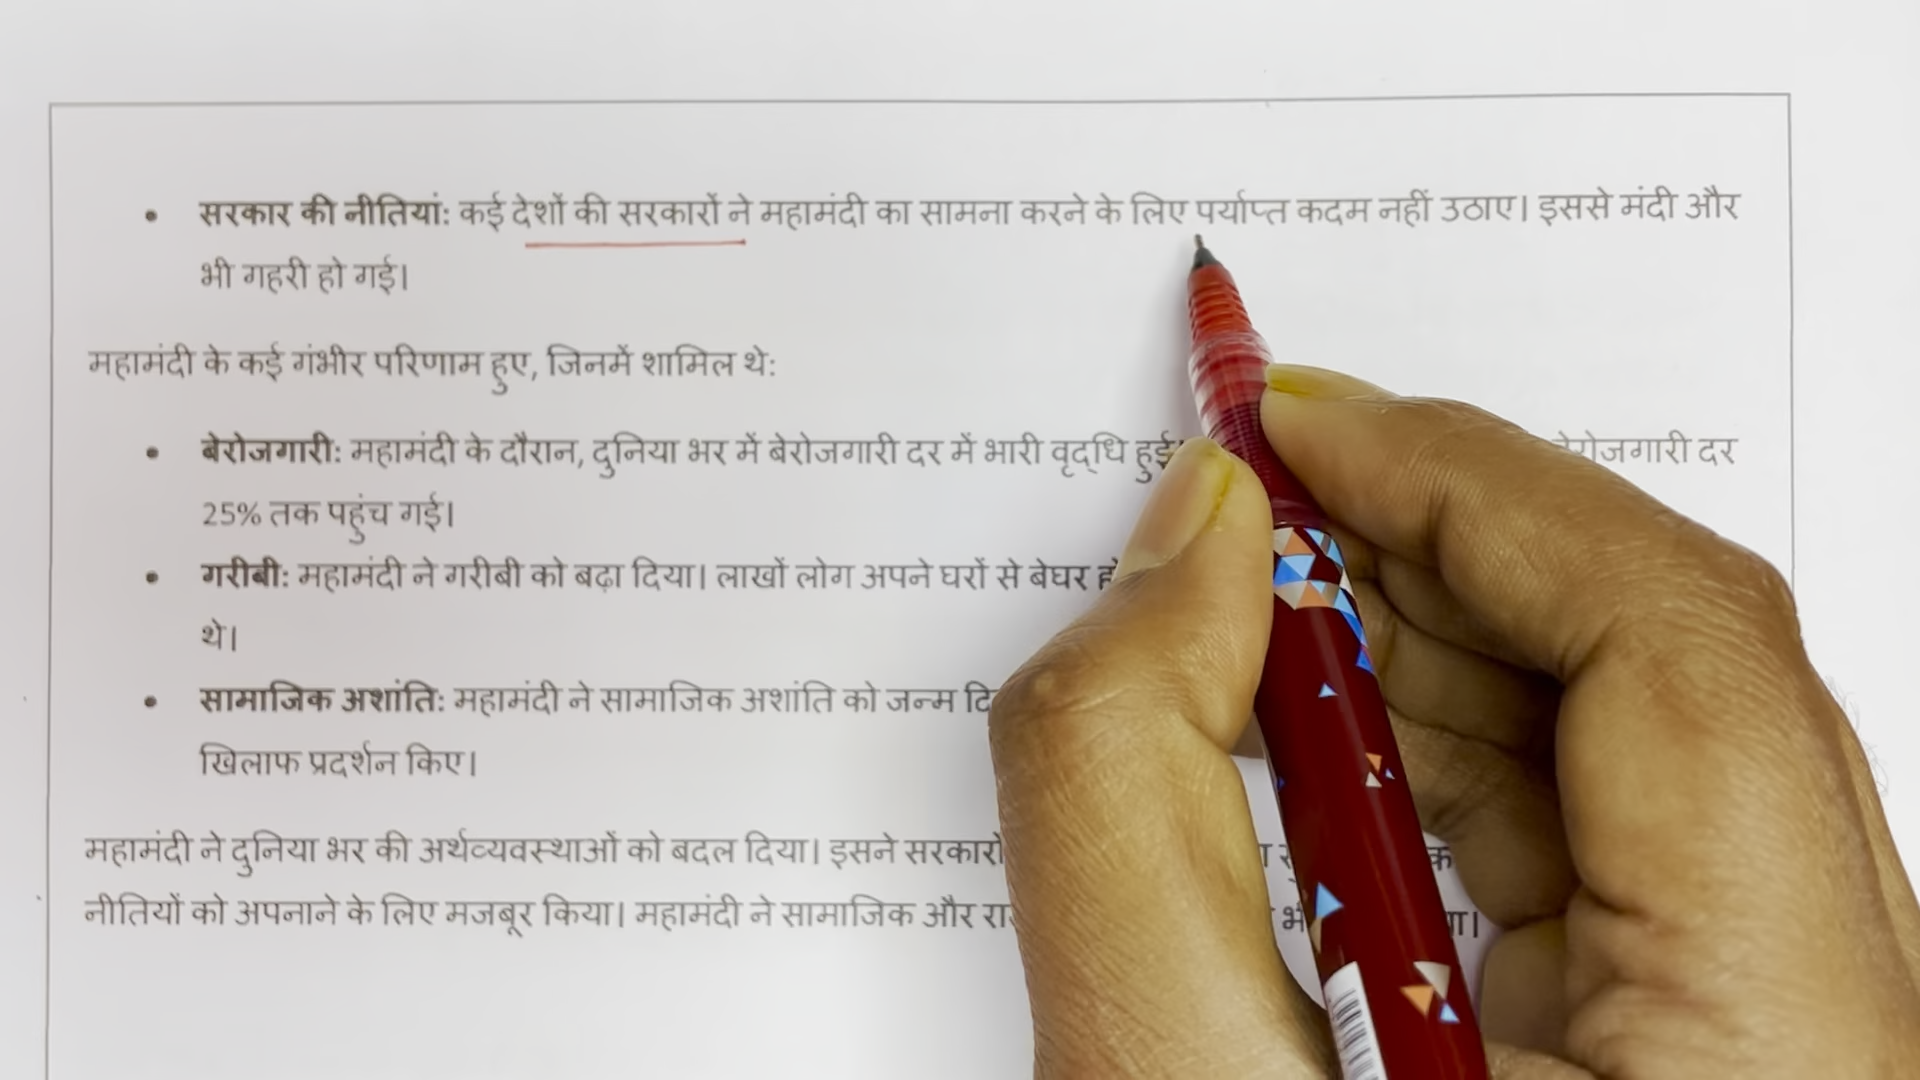 • सरकार की नीतियां: कई देशों की सरकारों ने महामंदी का सामना करने के लिए पर्याप्त कदम नहीं उठाए। इससे मंदी और
भी गहरी हो गई।
महामंदी के कई गंभीर परिणाम हुए, जिनमें शामिल थे:
• बेरोजगारी: महामंदी के दौरान, दुनिया भर में बेरोजगारी दर में भारी वृद्धि हुई बेरोजगारी दर
25% तक पहुंच गई।
• गरीबी: महामंदी ने गरीबी को बढ़ा दिया। लाखों लोग अपने घरों से बेघर
थे।
• सामाजिक अशांति: महामंदी ने सामाजिक अशांति को जन्म
खिलाफ प्रदर्शन किए।
महामंदी ने दुनिया भर की अर्थव्यवस्थाओं को बदल दिया। इसने सरकारों
नीतियों को अपनाने के लिए मजबूर किया। महामंदी ने सामाजिक और